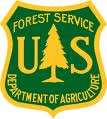 FOREST SERVICE
U S
DEPARTMENT OF AGRICULTURE